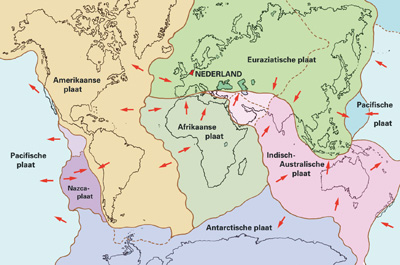 Amerikaanse
plaat
NEDERLAND
Euraziatische plaat
Pacifische
plaat
Afrikaanse
plaat
Indisch-
Australische
plaat
Pacifische
plaat
Nazca-
plaat
Antarctische plaat